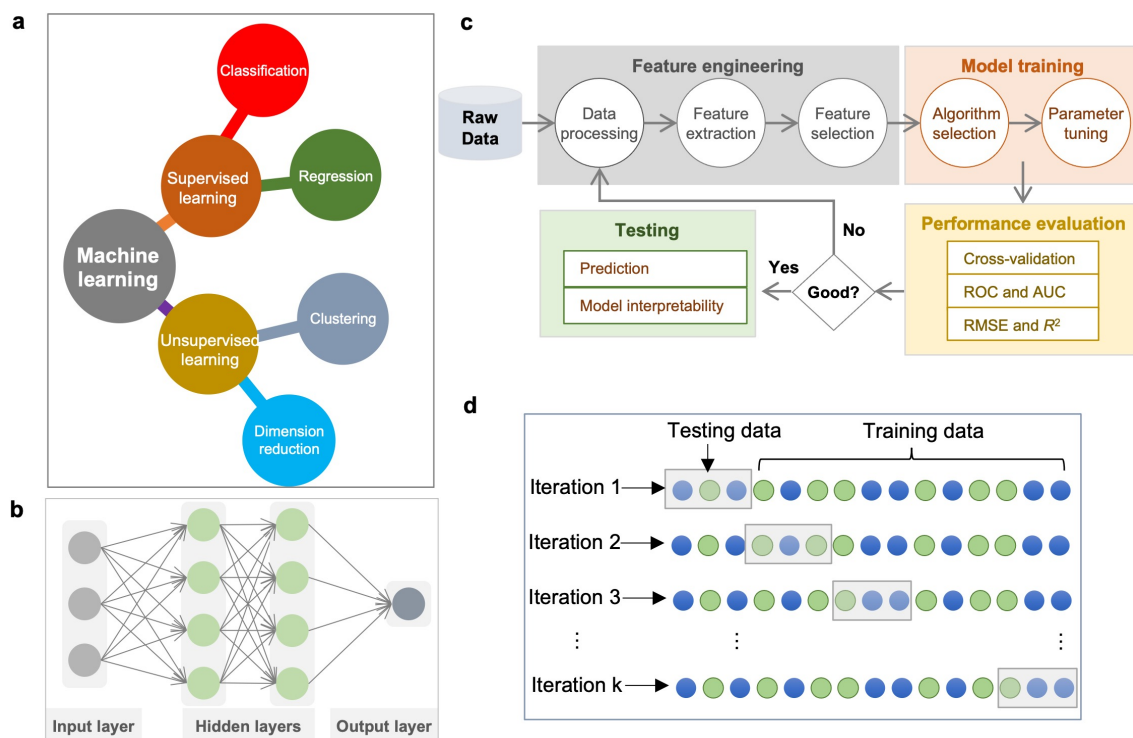 a
Classification
Supervised
learning
Regression
Machine
learning
Unsupervised
learning
Clustering
Dimension
reduction
b
Input layer
Hidden layers
Output layer
c
Feature engineering
Model training
Raw
Data
Data
processing
Feature
extraction
Feature
selection
Algorithm
selection
Parameter
tuning
Testing
Prediction
Model interpretability
Yes
No
Good?
Performance evaluation
Cross-validation
ROC and AUC
RMSE and R²
d
Testing data
Training data
Iteration 1
Iteration 2
Iteration 3
⋮ ⋮ ⋮
Iteration k